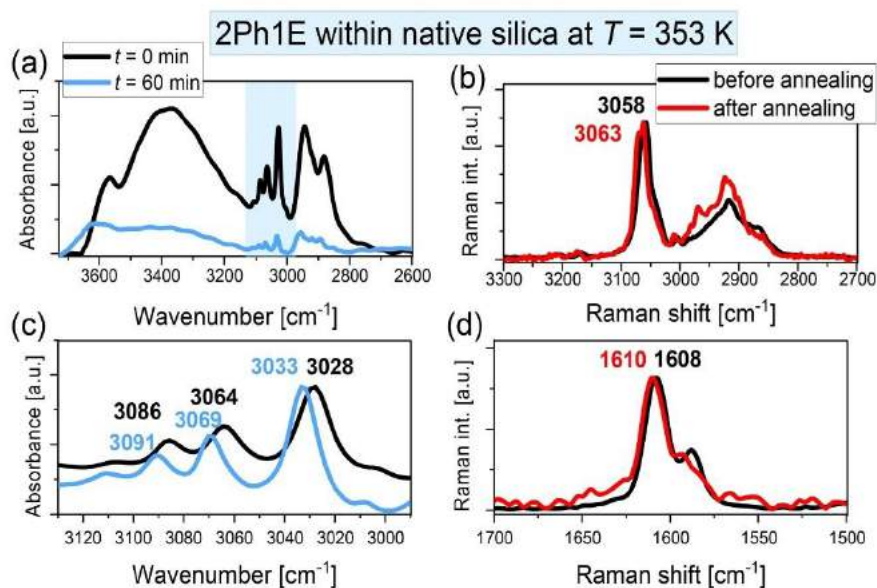 2Ph1E within native silica at T = 353 K
(a)
t = 0 min
t = 60 min
Absorbance [a.u.]
3600 3400 3200 3000 2800 2600
Wavenumber [cm-1]
(b)
before annealing
after annealing
3058
3063
Raman int. [a.u.]
3300 3200 3100 3000 2900 2800 2700
Raman shift [cm-1]
(c)
3033 3028
3086 3064
3091 3069
Absorbance [a.u.]
3120 3100 3080 3060 3040 3020 3000
Wavenumber [cm-1]
(d)
1610 1608
Raman int. [a.u.]
1700 1650 1600 1550 1500
Raman shift [cm-1]